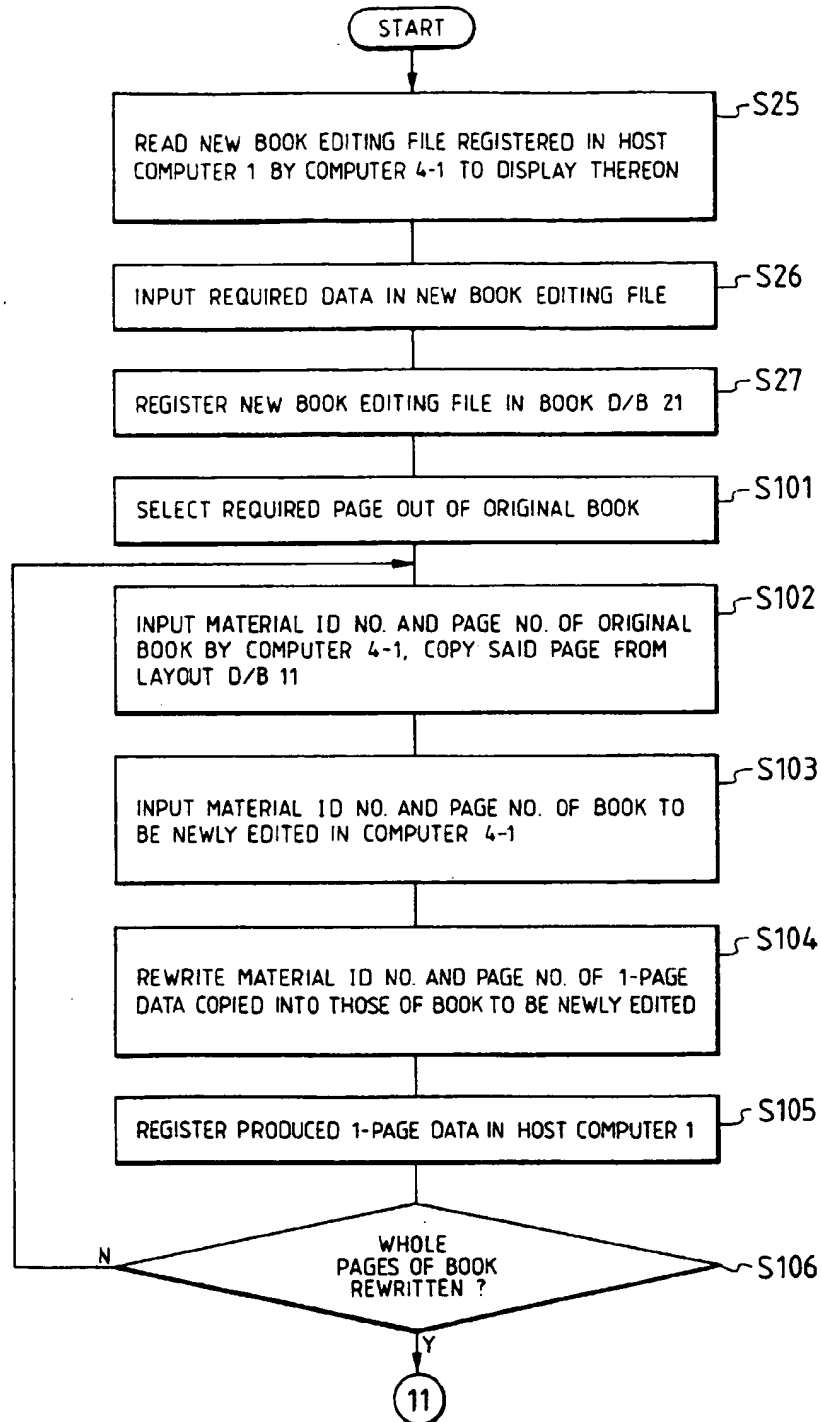 START
S25
READ NEW BOOK EDITING FILE REGISTERED IN HOST
COMPUTER 1 BY COMPUTER 4-1 TO DISPLAY THEREON
S26
INPUT REQUIRED DATA IN NEW BOOK EDITING FILE
S27
REGISTER NEW BOOK EDITING FILE IN BOOK D/B 21
S101
SELECT REQUIRED PAGE OUT OF ORIGINAL BOOK
S102
INPUT MATERIAL ID NO. AND PAGE NO. OF ORIGINAL
BOOK BY COMPUTER 4-1, COPY SAID PAGE FROM
LAYOUT D/B 11
S103
INPUT MATERIAL ID NO. AND PAGE NO. OF BOOK TO
BE NEWLY EDITED IN COMPUTER 4-1
S104
REWRITE MATERIAL ID NO. AND PAGE NO. OF 1-PAGE
DATA COPIED INTO THOSE OF BOOK TO BE NEWLY EDITED
S105
REGISTER PRODUCED 1-PAGE DATA IN HOST COMPUTER 1
N
WHOLE
PAGES OF BOOK
REWRITTEN ?
S106
Y
11